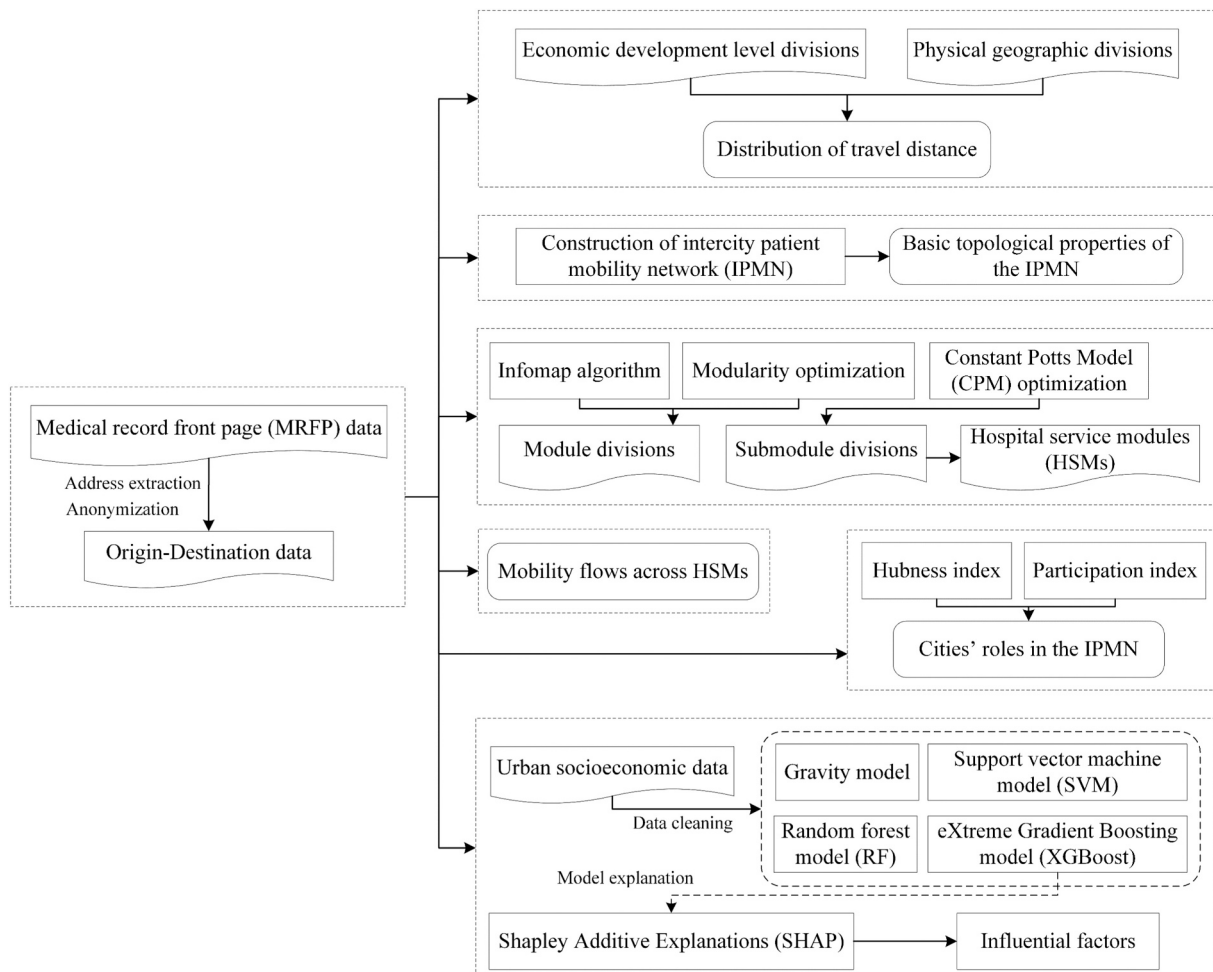 Medical record front page (MRFP) data
Address extraction
Anonymization
Origin-Destination data
Economic development level divisions
Physical geographic divisions
Distribution of travel distance
Construction of intercity patient
mobility network (IPMN)
Basic topological properties of
the IPMN
Infomap algorithm
Modularity optimization
Constant Potts Model
(CPM) optimization
Module divisions
Submodule divisions
Hospital service modules
(HSMs)
Mobility flows across HSMs
Hubness index
Participation index
Cities’ roles in the IPMN
Urban socioeconomic data
Data cleaning
Gravity model
Support vector machine
model (SVM)
Random forest
model (RF)
eXtreme Gradient Boosting
model (XGBoost)
Model explanation
Shapley Additive Explanations (SHAP)
Influential factors